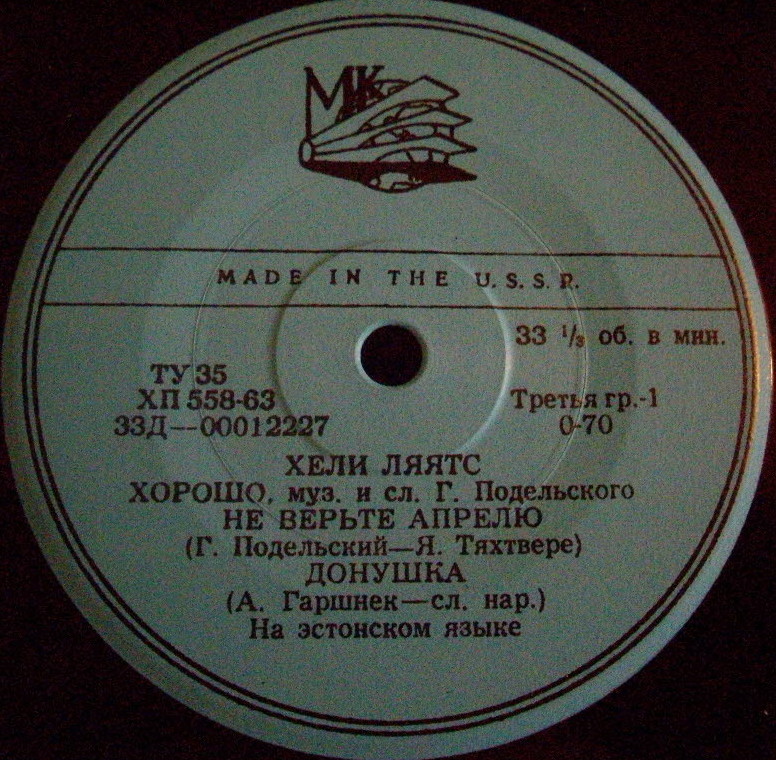 МК
MADE IN THE U.S.S.R.
33 ⅓ об. в мин.
ТУ 35
ХП 558-63
Третья гр.-1
33Д—00012227
0-70
ХЕЛИ ЛЯЯТС
ХОРОШО, муз. и сл. Г. Подельского
НЕ ВЕРЬТЕ АПРЕЛЮ
(Г. Подельский—Я. Тяхтвере)
ДОНУШКА
(А. Гаршнек—сл. нар.)
На эстонском языке